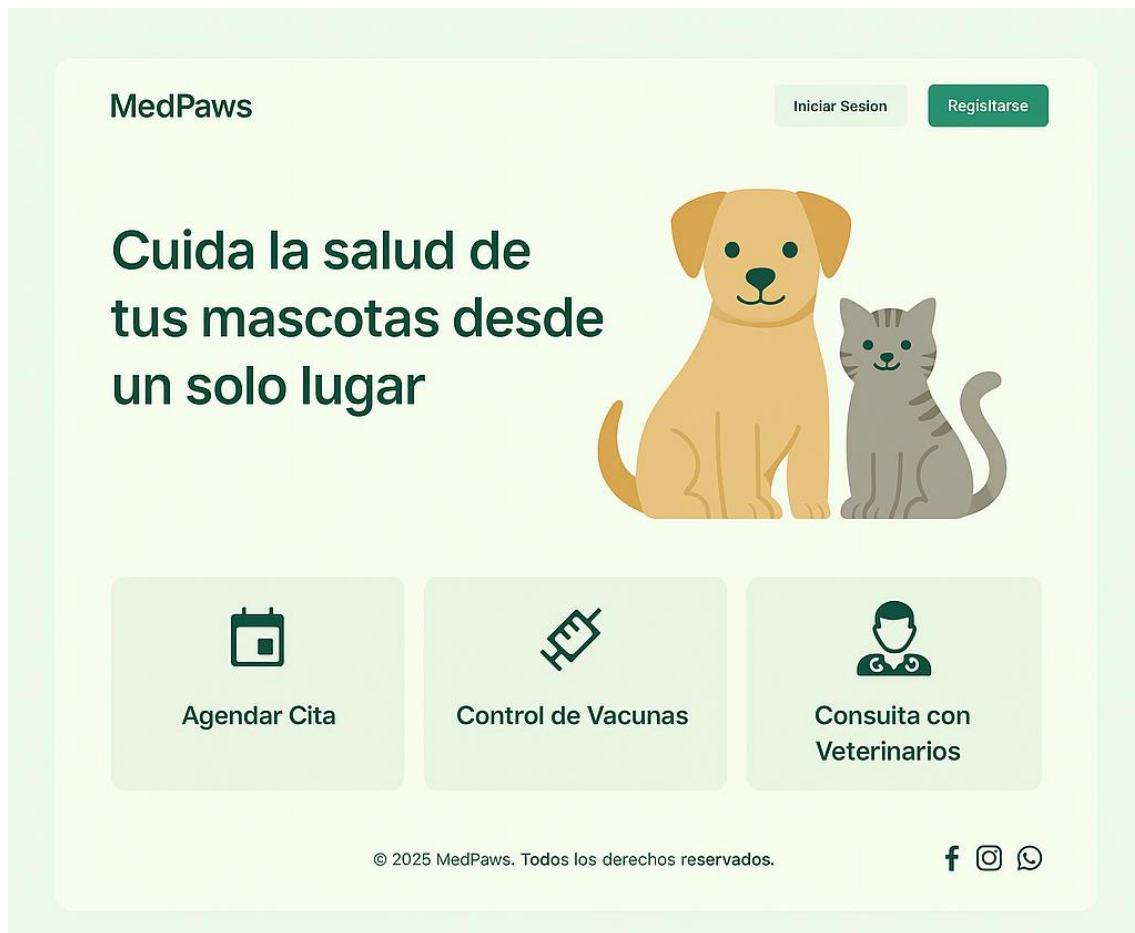 MedPaws
Iniciar Sesion
Regisltarse
Cuida la salud de
tus mascotas desde
un solo lugar
Agendar Cita
Control de Vacunas
Consuita con
Veterinarios
© 2025 MedPaws. Todos los derechos reservados.